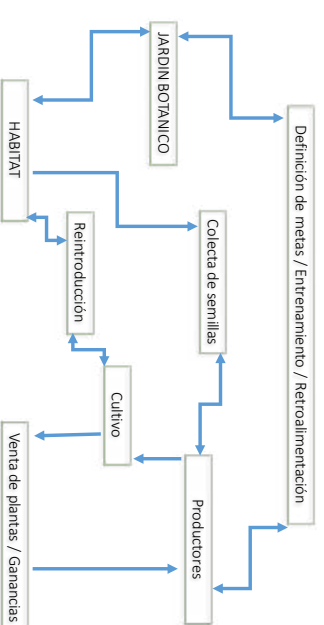 Definición de metas / Entrenamiento / Retroalimentación
JARDIN BOTANICO
Colecta de semillas
Productores
HABITAT
Reintroducción
Cultivo
Venta de plantas / Ganancias